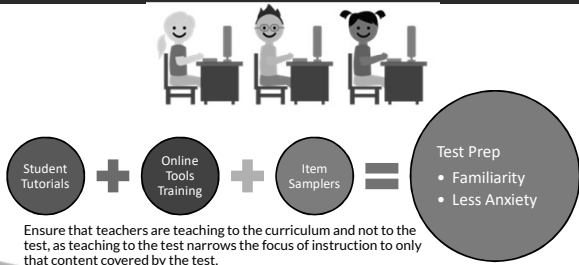 Student
Tutorials
Online
Tools
Training
Item
Samplers
Test Prep
• Familiarity
• Less Anxiety
Ensure that teachers are teaching to the curriculum and not to the
test, as teaching to the test narrows the focus of instruction to only
that content covered by the test.